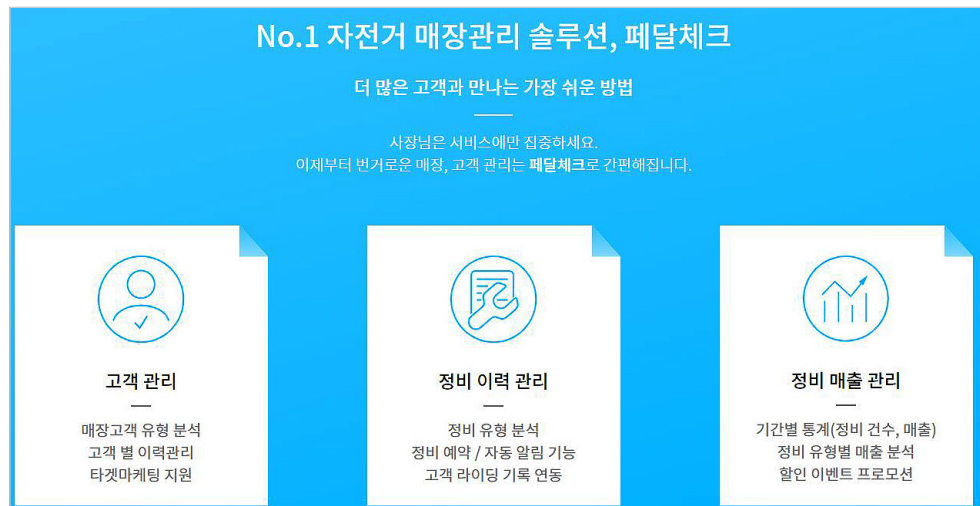 No.1 자전거 매장관리 솔루션, 페달체크
더 많은 고객과 만나는 가장 쉬운 방법
사장님은 서비스에만 집중하세요.
이제부터 번거로운 매장, 고객 관리는 페달체크로 간편해집니다.
고객 관리
매장고객 유형 분석
고객 별 이력관리
타겟마케팅 지원
정비 이력 관리
정비 유형 분석
정비 예약 / 자동 알림 기능
고객 라이딩 기록 연동
정비 매출 관리
기간별 통계(정비 건수, 매출)
정비 유형별 매출 분석
할인 이벤트 프로모션